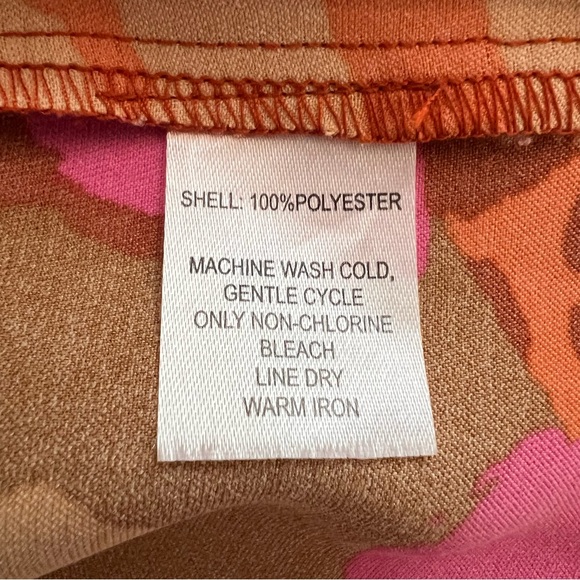 SHELL: 100%POLYESTER
MACHINE WASH COLD,
GENTLE CYCLE
ONLY NON-CHLORINE
BLEACH
LINE DRY
WARM IRON